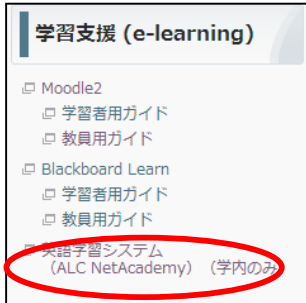 学習支援 (e-learning)
Moodle2
学習者用ガイド
教員用ガイド
Blackboard Learn
学習者用ガイド
教員用ガイド
英語学習システム
（ALC NetAcademy）（学内のみ